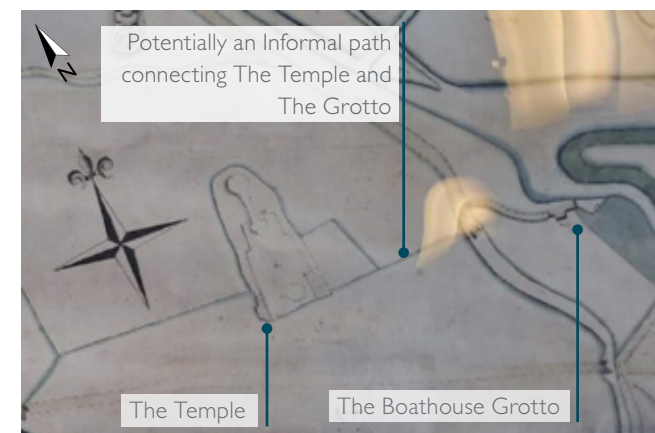 N
Potentially an Informal path
connecting The Temple and
The Grotto
The Temple
The Boathouse Grotto